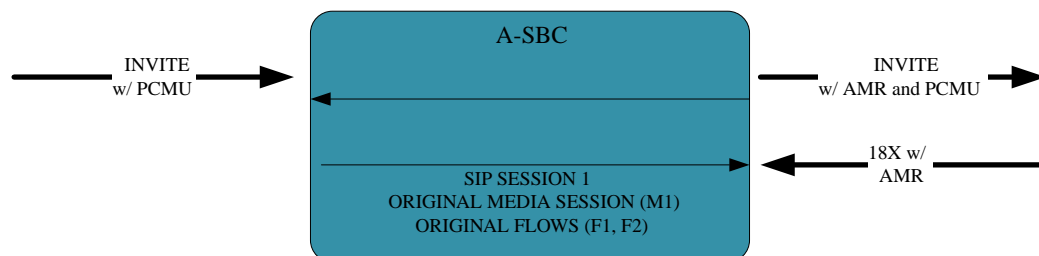 A-SBC
INVITE
w/ PCMU
INVITE
w/ AMR and PCMU
18X w/
AMR
SIP SESSION 1
ORIGINAL MEDIA SESSION (M1)
ORIGINAL FLOWS (F1, F2)